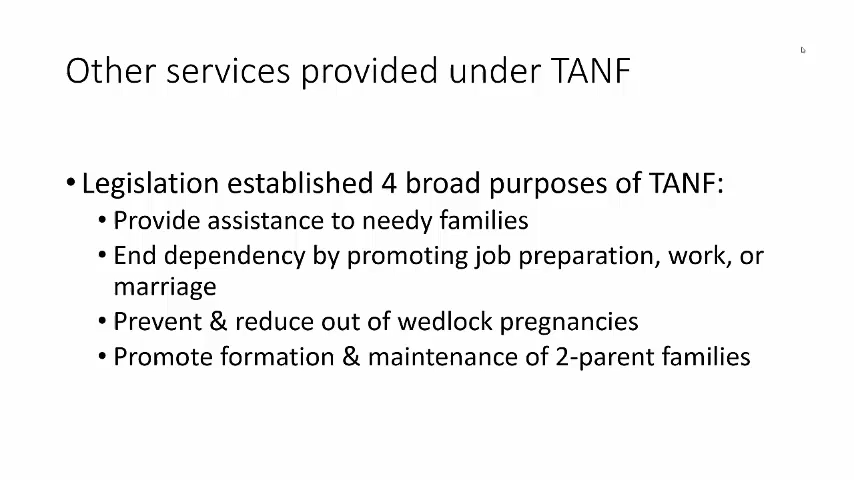 Other services provided under TANF
• Legislation established 4 broad purposes of TANF:
• Provide assistance to needy families
• End dependency by promoting job preparation, work, or
marriage
• Prevent & reduce out of wedlock pregnancies
• Promote formation & maintenance of 2-parent families